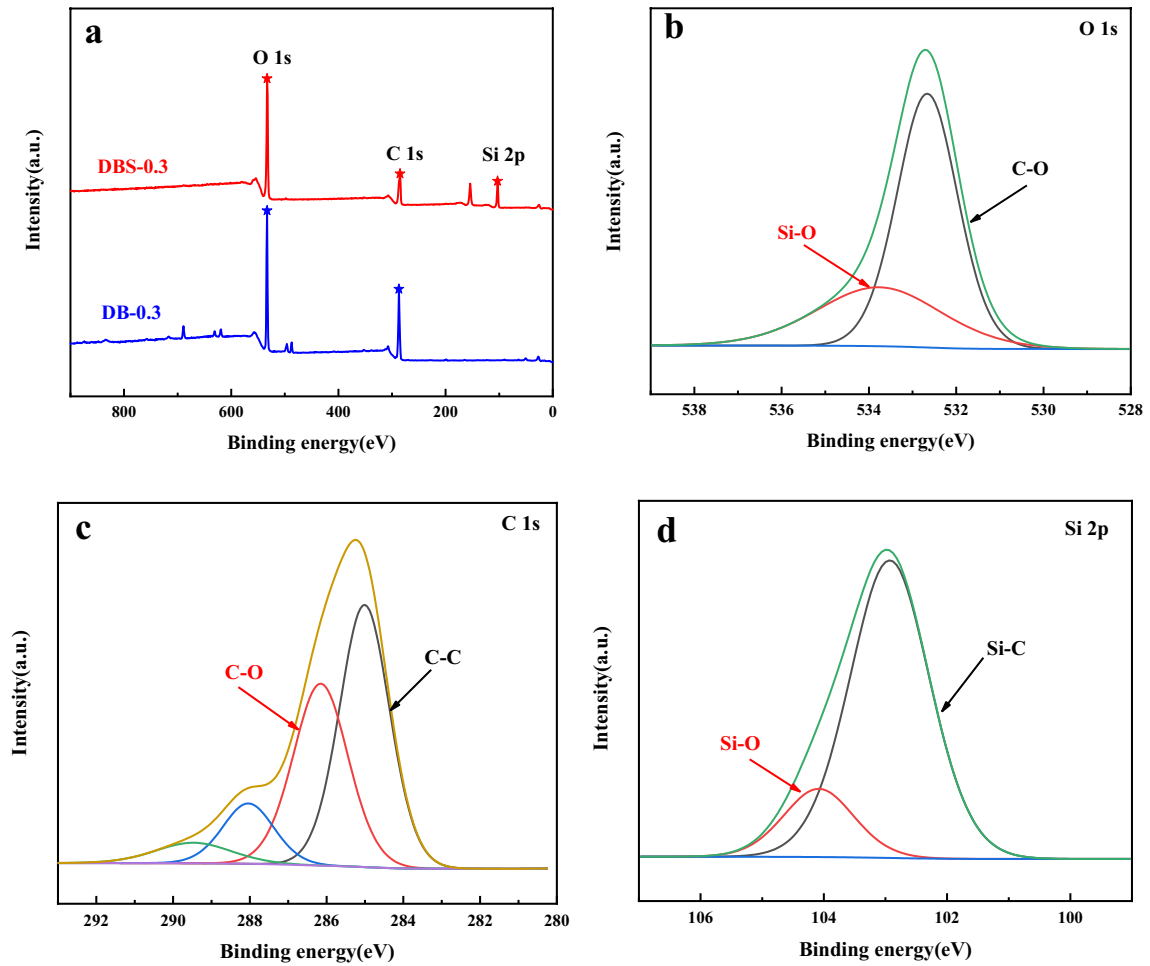 a
O 1s
DBS-0.3
C 1s
Si 2p
DB-0.3
Intensity(a.u.)
800
600
400
200
0
Binding energy(eV)
b
O 1s
C-O
Si-O
Intensity(a.u.)
538
536
534
532
530
528
Binding energy(eV)
c
C 1s
C-O
C-C
Intensity(a.u.)
292
290
288
286
284
282
280
Binding energy(eV)
d
Si 2p
Si-C
Si-O
Intensity(a.u.)
106
104
102
100
Binding energy(eV)